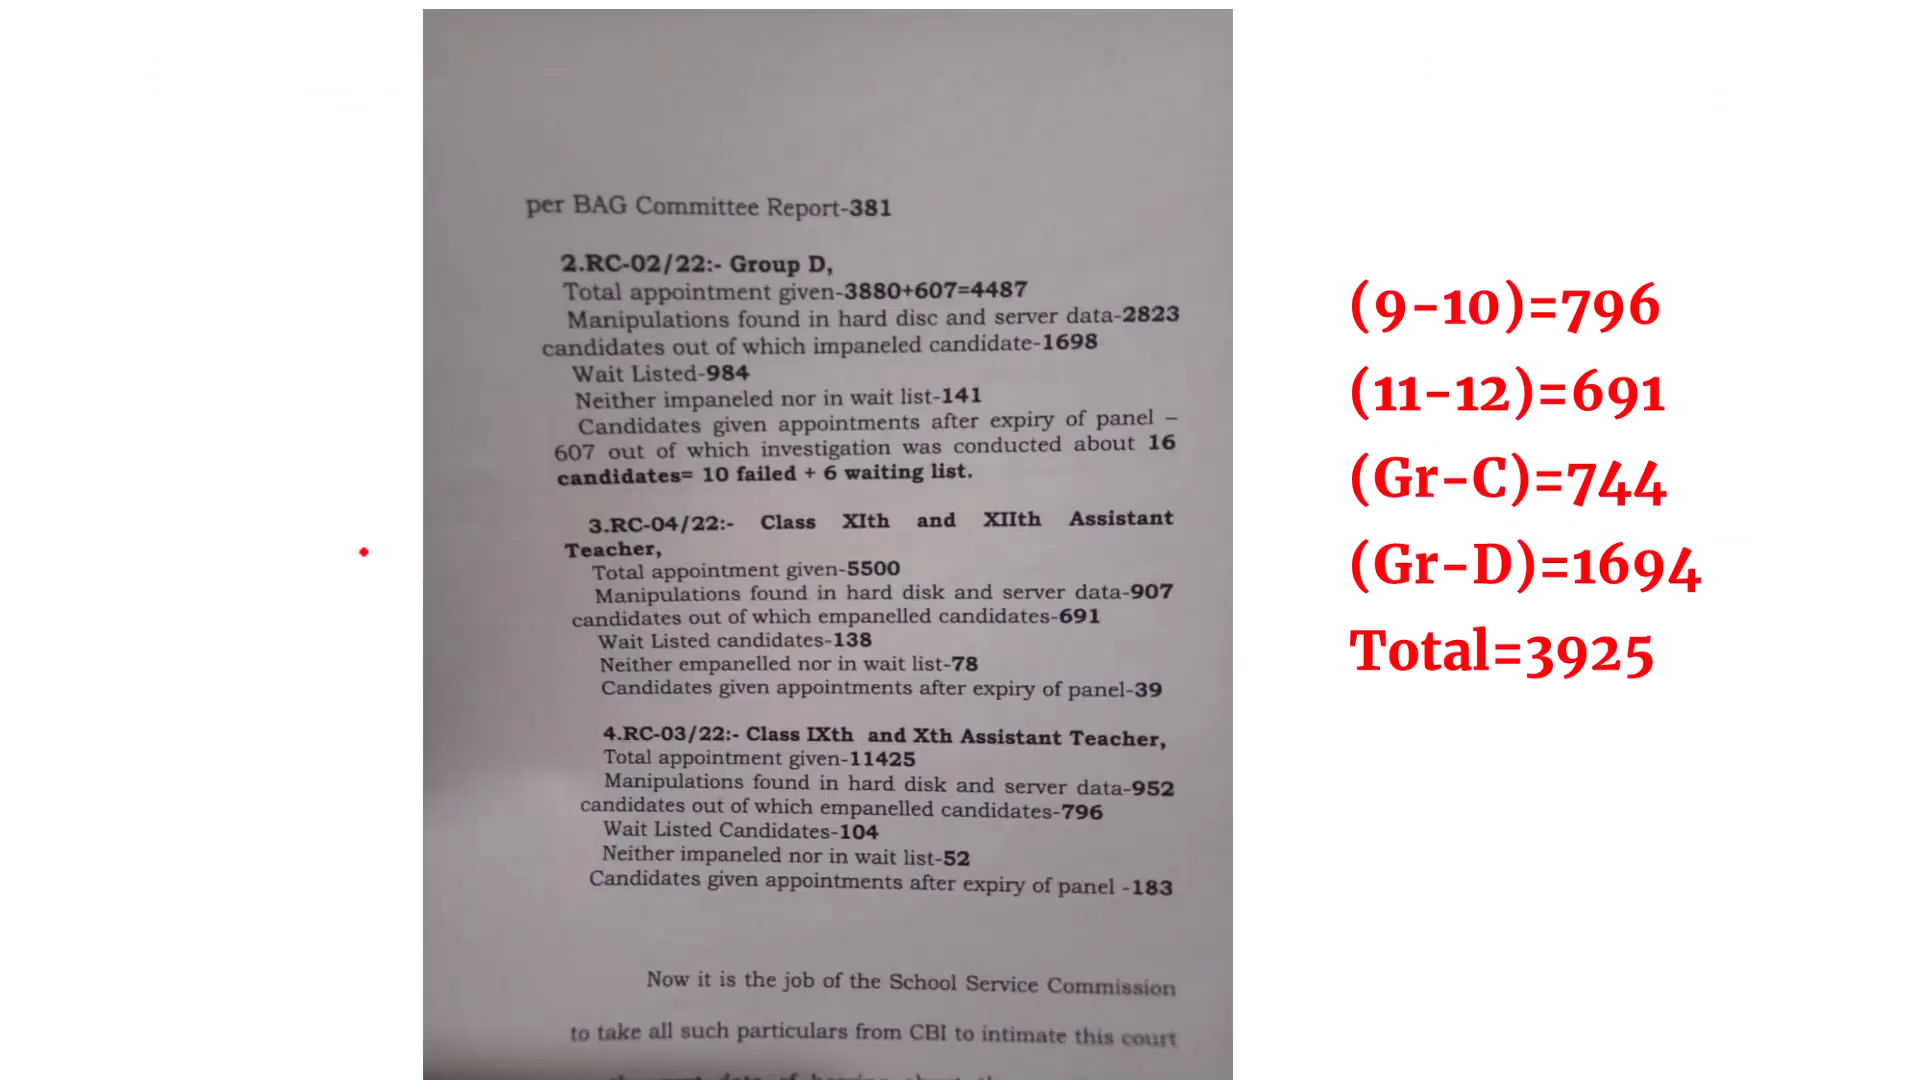 per BAG Committee Report-381
2.RC-02/22:- Group D,
Total appointment given-3880+607=4487
Manipulations found in hard disc and server data-2823
candidates out of which impaneled candidate-1698
Wait Listed-984
Neither impaneled nor in wait list-141
Candidates given appointments after expiry of panel –
607 out of which investigation was conducted about 16
candidates= 10 failed + 6 waiting list.
3.RC-04/22:- Class XIth and XIIth Assistant
Teacher,
Total appointment given-5500
Manipulations found in hard disk and server data-907
candidates out of which empanelled candidates-691
Wait Listed candidates-138
Neither empanelled nor in wait list-78
Candidates given appointments after expiry of panel-39
4.RC-03/22:- Class IXth and Xth Assistant Teacher,
Total appointment given-11425
Manipulations found in hard disk and server data-952
candidates out of which empanelled candidates-796
Wait Listed Candidates-104
Neither impaneled nor in wait list-52
Candidates given appointments after expiry of panel -183
Now it is the job of the School Service Commission
to take all such particulars from CBI to intimate this court
(9-10)=796
(11-12)=691
(Gr-C)=744
(Gr-D)=1694
Total=3925